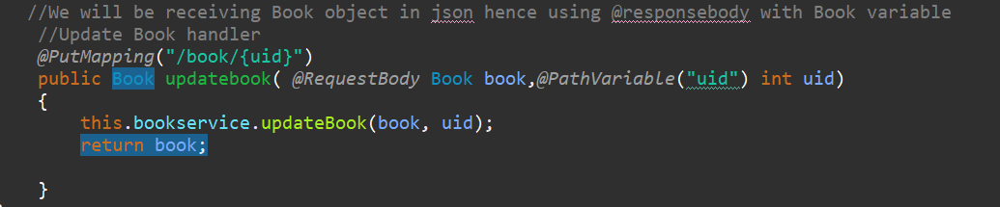 //We will be receiving Book object in json hence using @responsebody with Book variable
//Update Book handler
@PutMapping("/book/{uid}")
public Book updatebook( @RequestBody Book book,@PathVariable("uid") int uid)
{
this.bookservice.updateBook(book, uid);
return book;
}